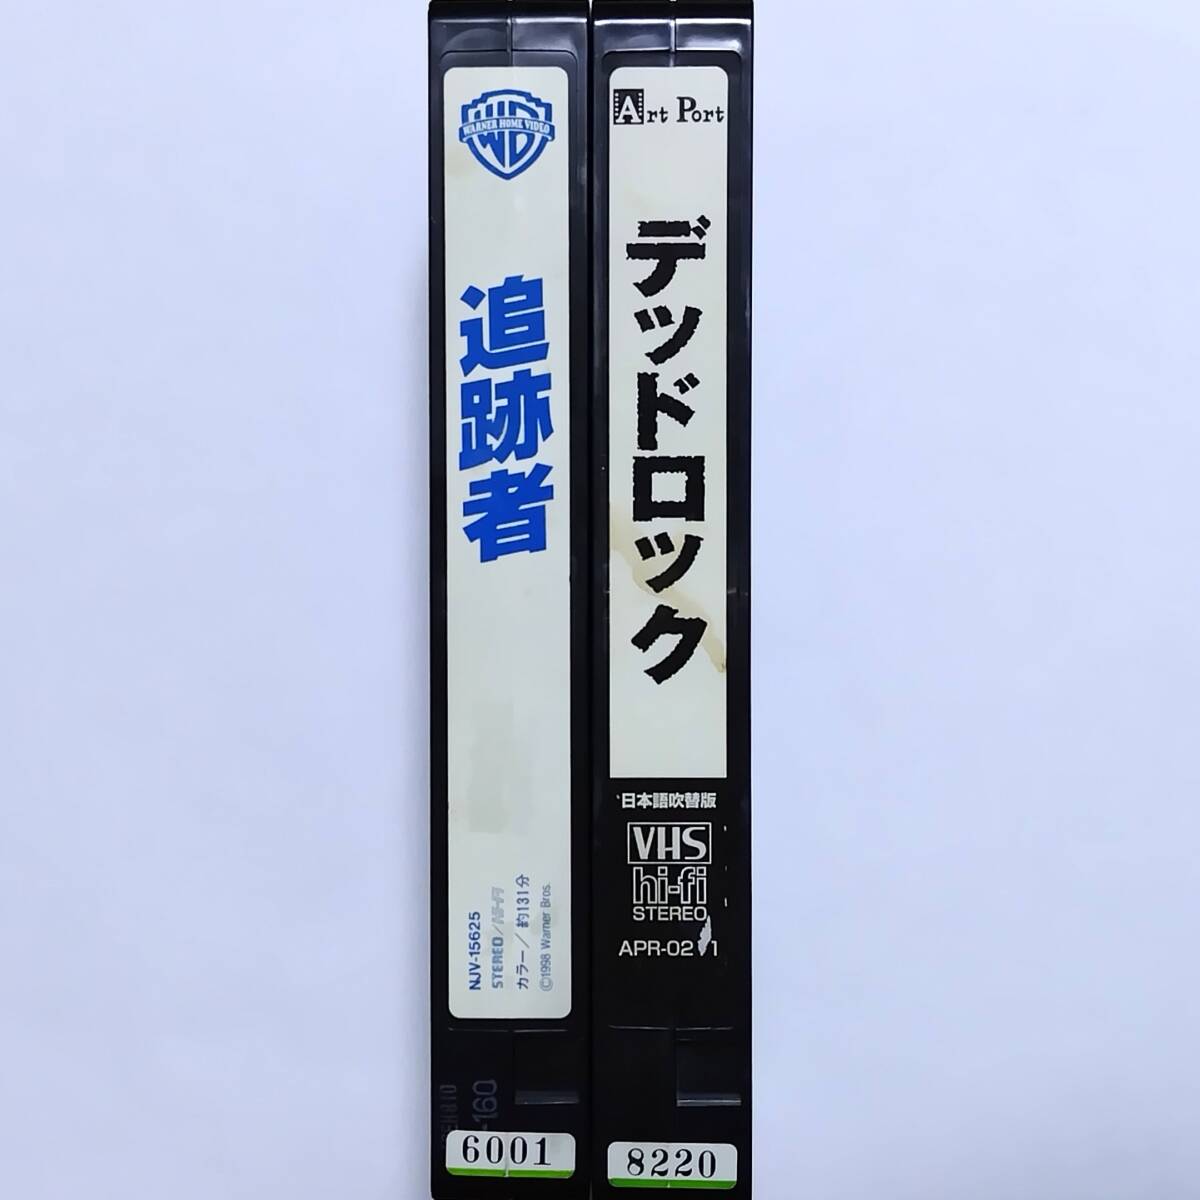 WARNER HOME VIDEO
追跡者
NJV-15625
STEREO/Hi-Fi
カラー/約131分
©1998 Warner Bros.
-160
6001
Art Port
デッドロック
日本語吹替版
VHS
hi-fi
STEREO
8220